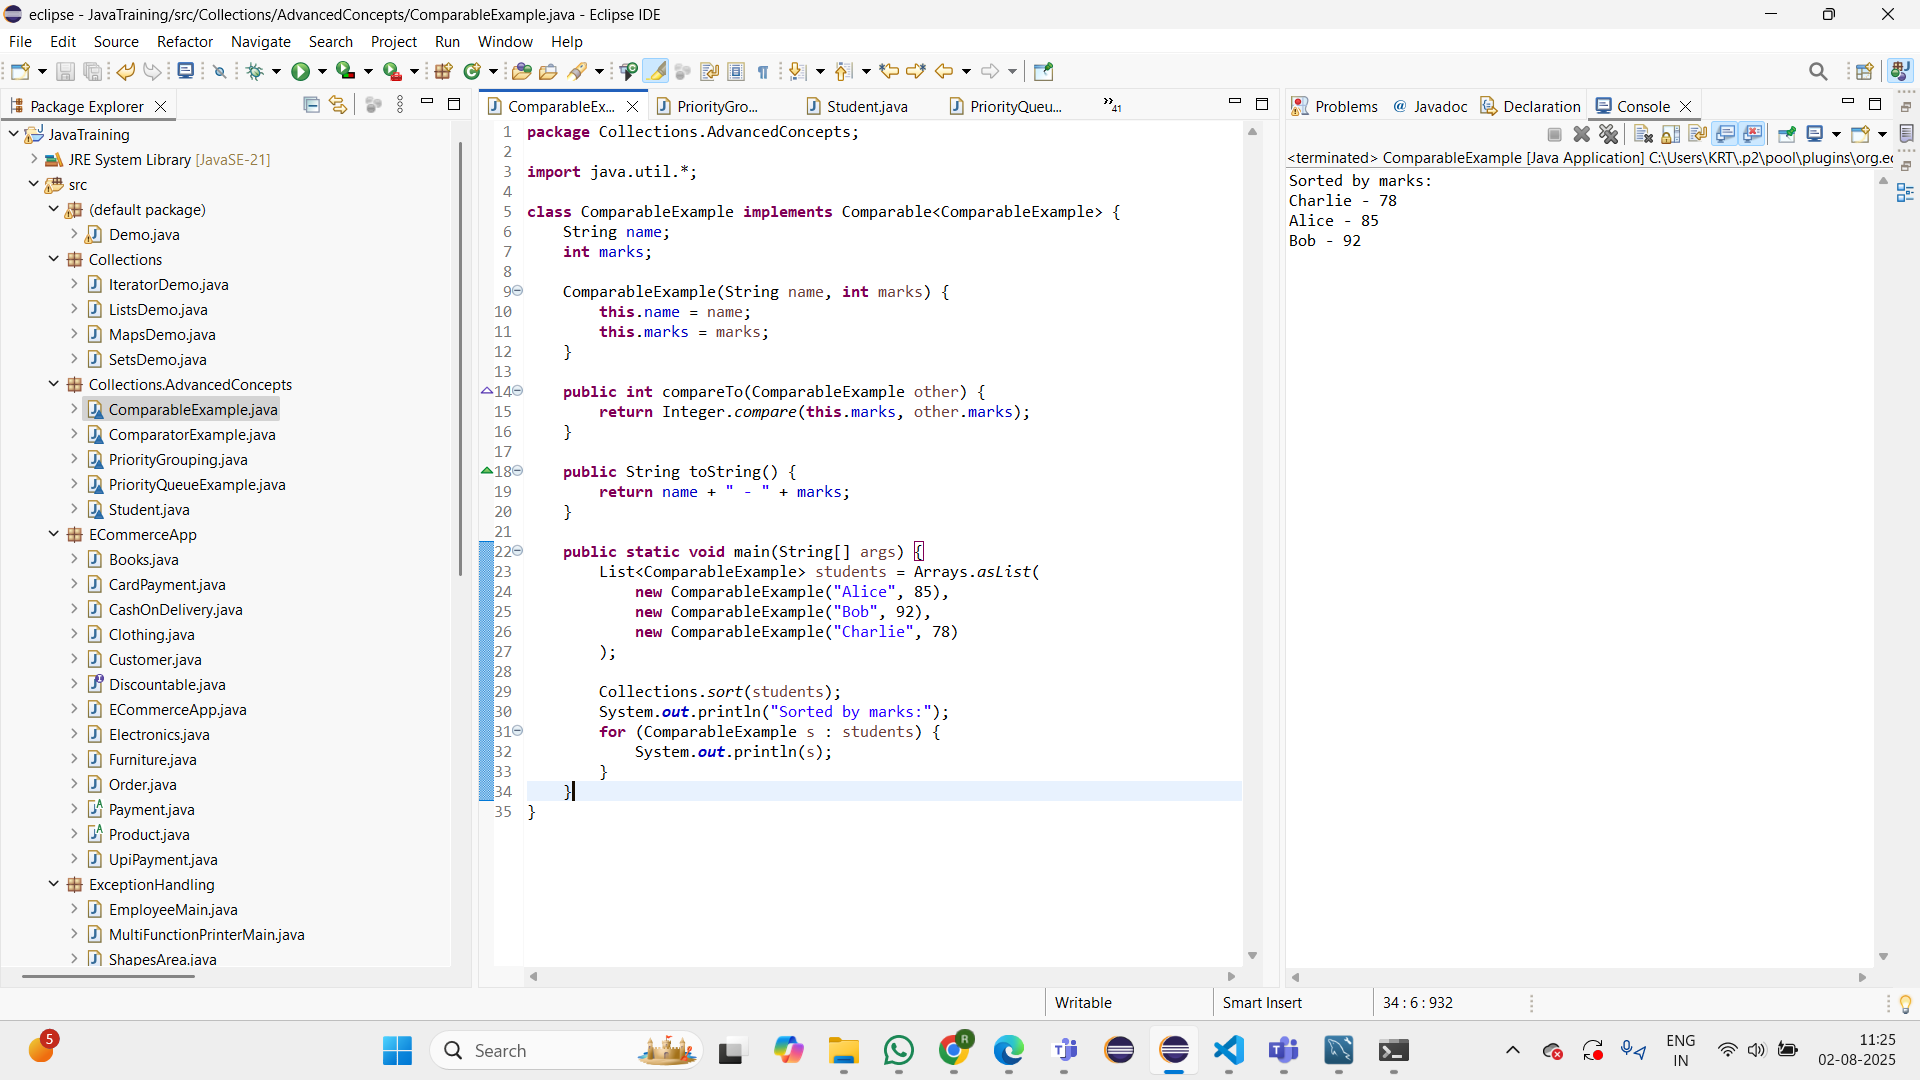 eclipse - JavaTraining/src/Collections/AdvancedConcepts/ComparableExample.java - Eclipse IDE
File Edit Source Refactor Navigate Search Project Run Window Help
Package Explorer
JavaTraining
JRE System Library [JavaSE-21]
src
(default package)
Demo.java
Collections
IteratorDemo.java
ListsDemo.java
MapsDemo.java
SetsDemo.java
Collections.AdvancedConcepts
ComparableExample.java
ComparatorExample.java
PriorityGrouping.java
PriorityQueueExample.java
Student.java
ECommerceApp
Books.java
CardPayment.java
CashOnDelivery.java
Clothing.java
Customer.java
Discountable.java
ECommerceApp.java
Electronics.java
Furniture.java
Order.java
Payment.java
Product.java
UpiPayment.java
ExceptionHandling
EmployeeMain.java
MultiFunctionPrinterMain.java
ShapesArea.java
ComparableEx... PriorityGro... Student.java PriorityQueu... »41
1 package Collections.AdvancedConcepts;
2
3 import java.util.*;
4
5 class ComparableExample implements Comparable<ComparableExample> {
6     String name;
7     int marks;
8
9     ComparableExample(String name, int marks) {
10         this.name = name;
11         this.marks = marks;
12     }
13
14     public int compareTo(ComparableExample other) {
15         return Integer.compare(this.marks, other.marks);
16     }
17
18     public String toString() {
19         return name + " - " + marks;
20     }
21
22     public static void main(String[] args) {
23         List<ComparableExample> students = Arrays.asList(
24             new ComparableExample("Alice", 85),
25             new ComparableExample("Bob", 92),
26             new ComparableExample("Charlie", 78)
27         );
28
29         Collections.sort(students);
30         System.out.println("Sorted by marks:");
31         for (ComparableExample s : students) {
32             System.out.println(s);
33         }
34     }
35 }
Problems @ Javadoc Declaration Console
<terminated> ComparableExample [Java Application] C:\Users\KRT\.p2\pool\plugins\org.ec
Sorted by marks:
Charlie - 78
Alice - 85
Bob - 92
Writable Smart Insert 34 : 6 : 932
5
Search
R
ENG
IN
11:25
02-08-2025